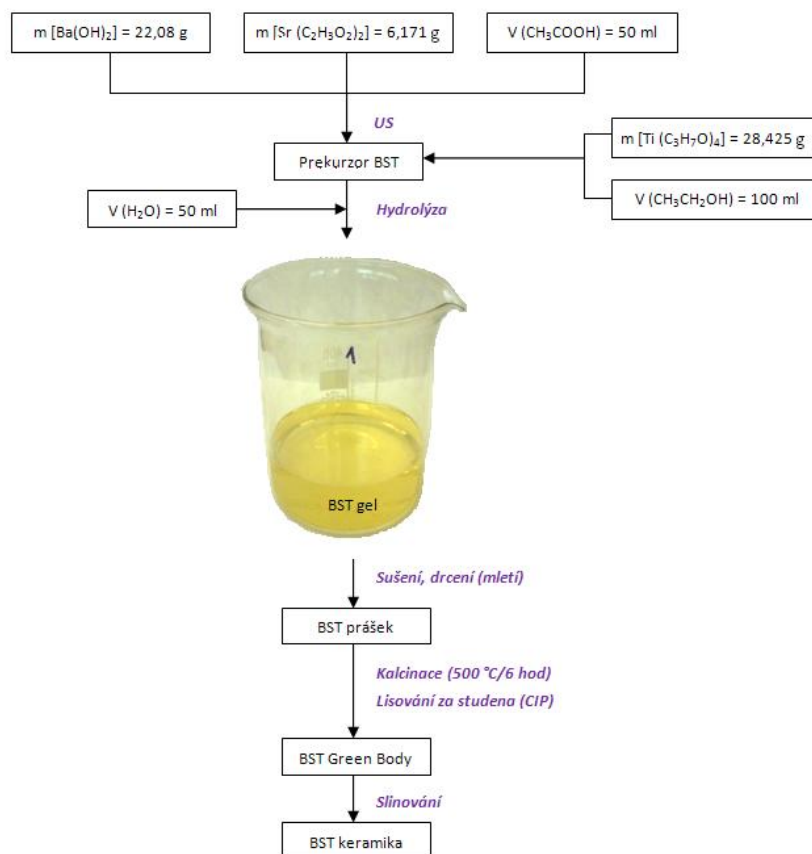 m [Ba(OH)₂] = 22,08 g
m [Sr (C₂H₃O₂)₂] = 6,171 g
V (CH₃COOH) = 50 ml
US
m [Ti (C₃H₇O)₄] = 28,425 g
Prekurzor BST
V (CH₃CH₂OH) = 100 ml
V (H₂O) = 50 ml
Hydrolýza
1
BST gel
Sušení, drcení (mletí)
BST prášek
Kalcinace (500 °C/6 hod)
Lisování za studena (CIP)
BST Green Body
Slinování
BST keramika